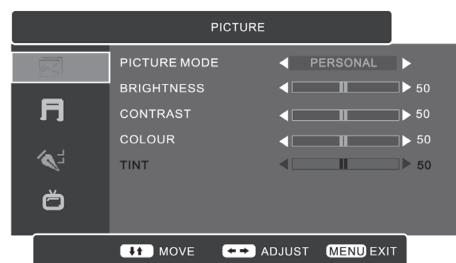 PICTURE
PICTURE MODE PERSONAL
BRIGHTNESS 50
CONTRAST 50
COLOUR 50
TINT 50
MOVE ADJUST MENU EXIT